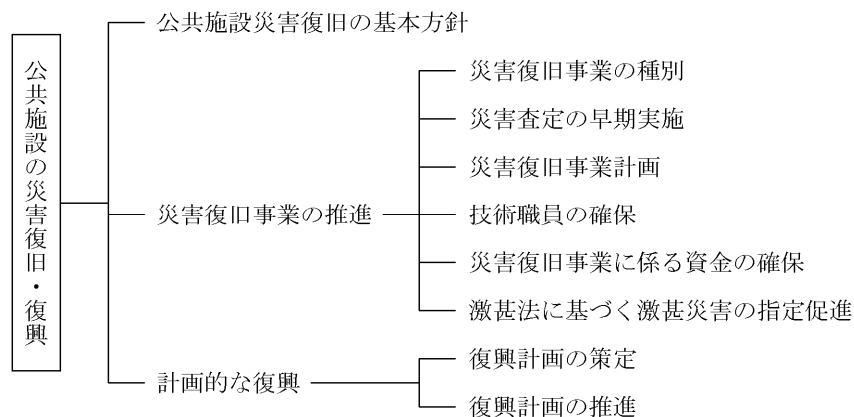 公共施設の災害復旧・復興
公共施設災害復旧の基本方針
災害復旧事業の推進
災害復旧事業の種別
災害査定の早期実施
災害復旧事業計画
技術職員の確保
災害復旧事業に係る資金の確保
激甚法に基づく激甚災害の指定促進
計画的な復興
復興計画の策定
復興計画の推進